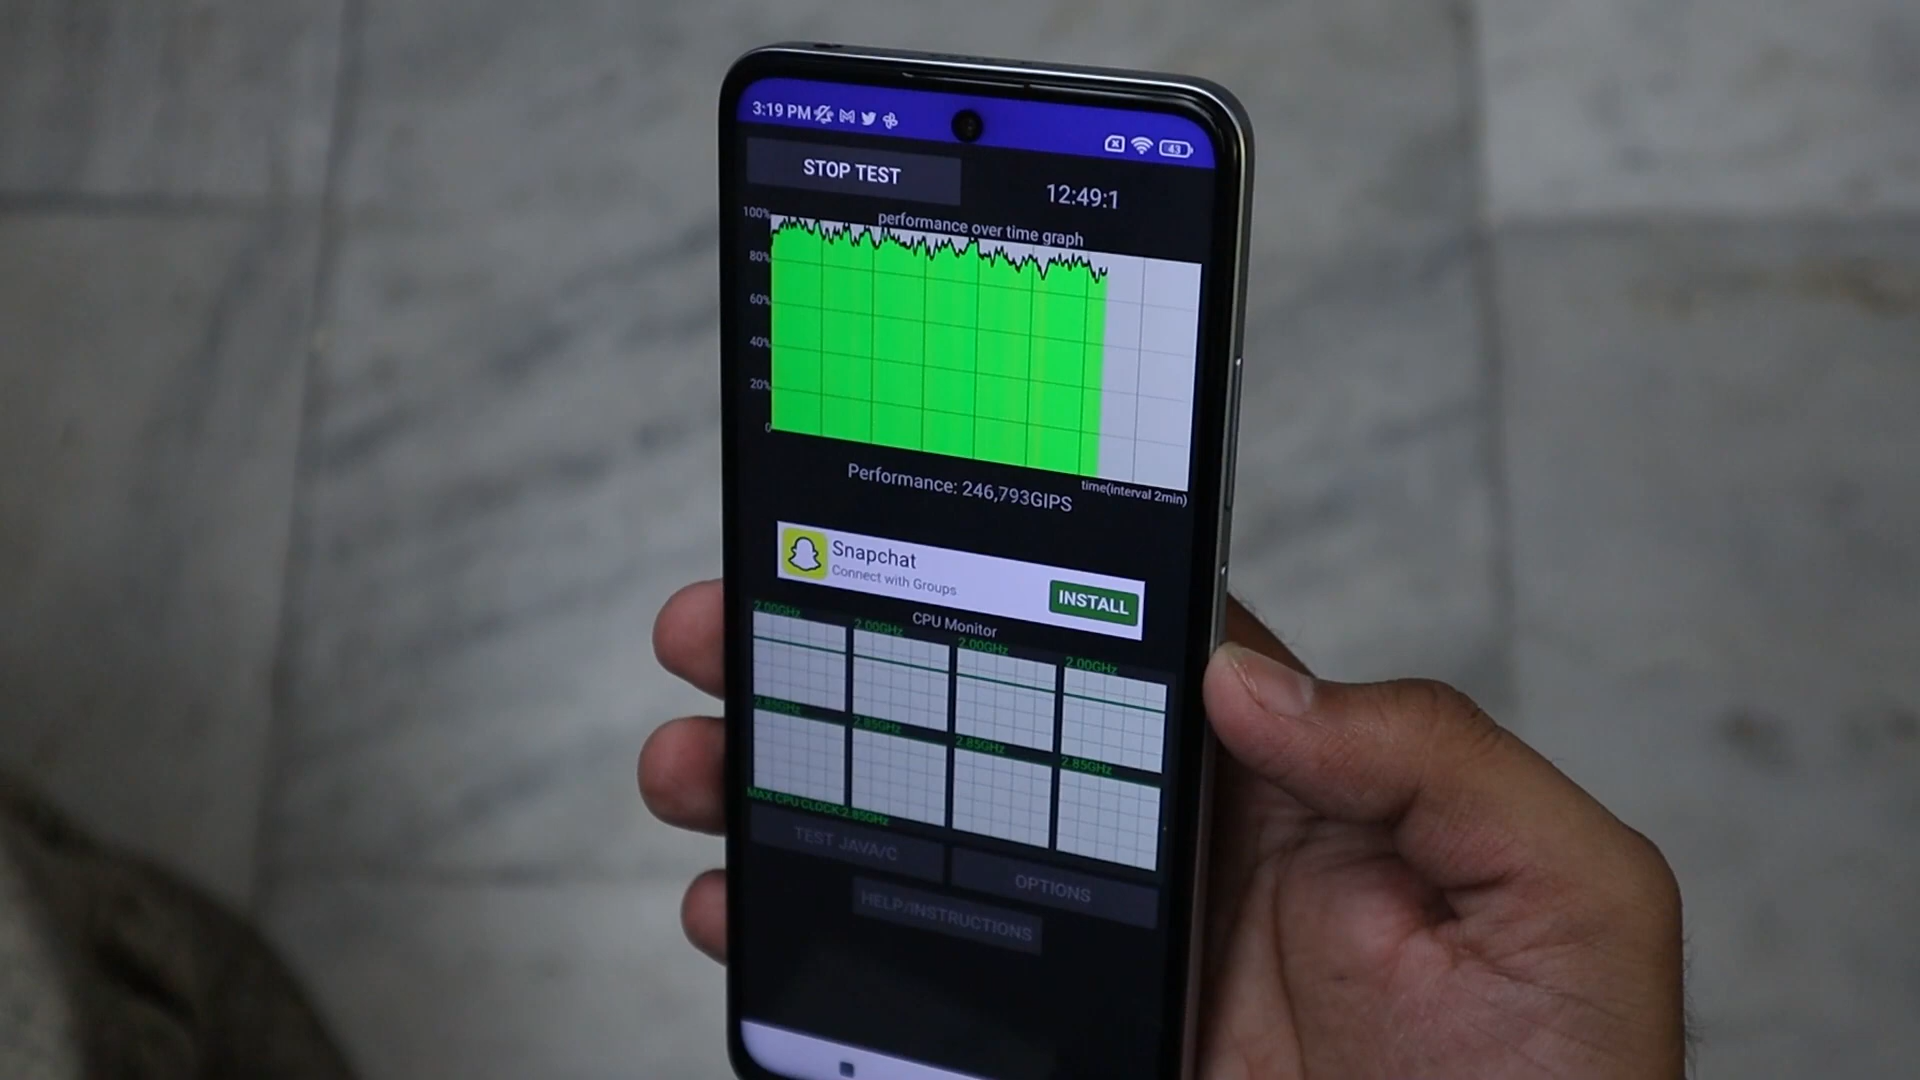 3:19 PM
43
STOP TEST
12:49:1
performance over time graph
100%
80%
60%
40%
20%
0
time(interval 2min)
Performance: 246,793GIPS
Snapchat
Connect with Groups
INSTALL
CPU Monitor
2.00GHz 2.00GHz 2.00GHz 2.00GHz
2.85GHz 2.85GHz 2.85GHz 2.85GHz
MAX CPU CLOCK:2.85GHz
TEST JAVA/C
OPTIONS
HELP/INSTRUCTIONS